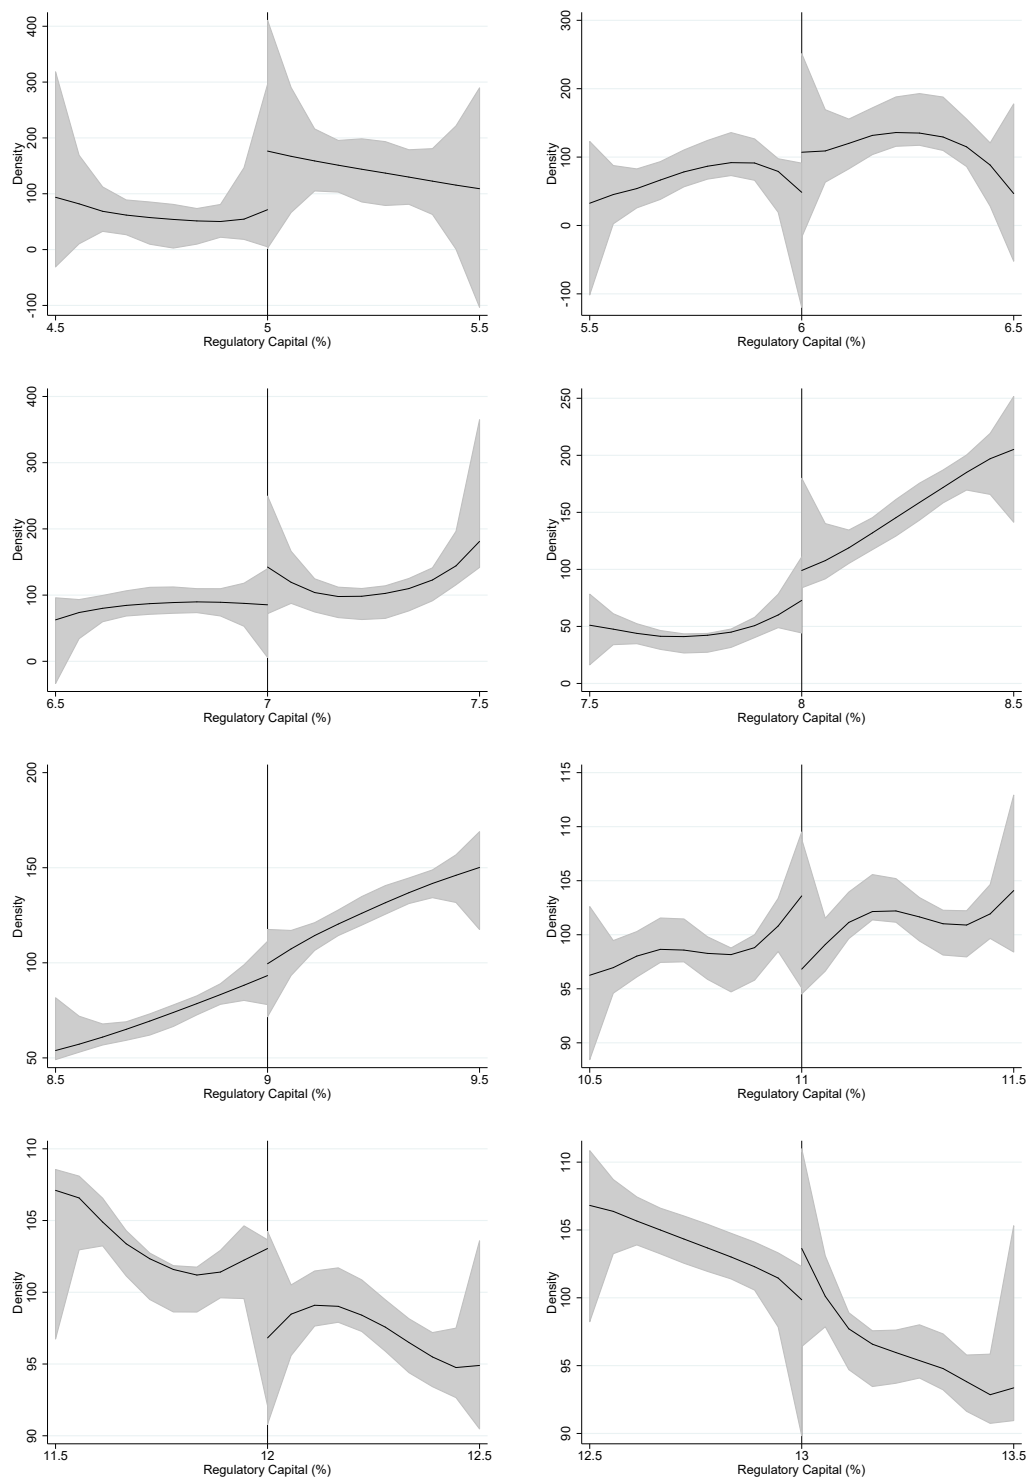 400
300
200
100
0
-100
Density
4.5 5 5.5
Regulatory Capital (%)
300
200
100
0
-100
Density
5.5 6 6.5
Regulatory Capital (%)
400
300
200
100
0
Density
6.5 7 7.5
Regulatory Capital (%)
250
200
150
100
50
0
Density
7.5 8 8.5
Regulatory Capital (%)
200
150
100
50
Density
8.5 9 9.5
Regulatory Capital (%)
115
110
105
100
95
90
Density
10.5 11 11.5
Regulatory Capital (%)
110
105
100
95
90
Density
11.5 12 12.5
Regulatory Capital (%)
110
105
100
95
90
Density
12.5 13 13.5
Regulatory Capital (%)